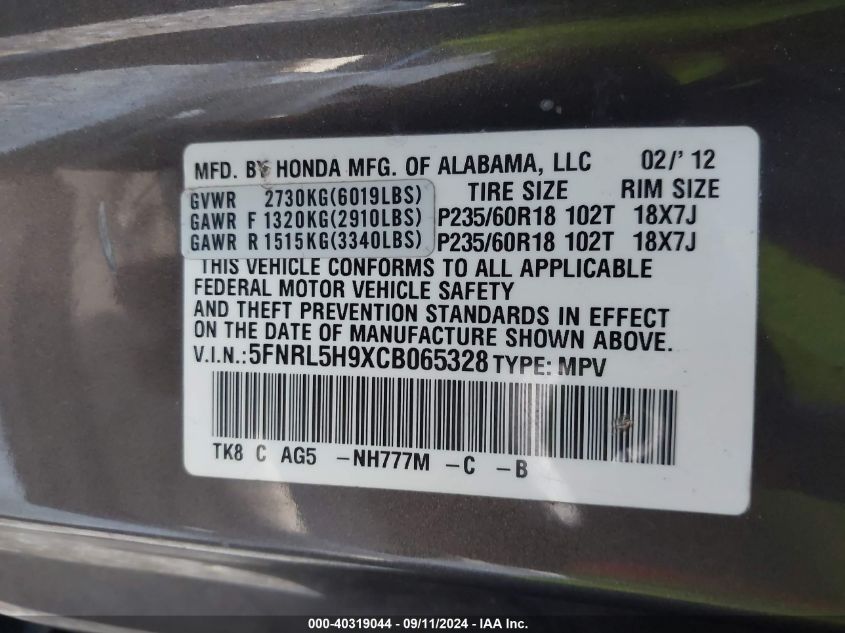 MFD. BY HONDA MFG. OF ALABAMA, LLC 02/' 12
GVWR 2730KG(6019LBS) TIRE SIZE RIM SIZE
GAWR F 1320KG(2910LBS) P235/60R18 102T 18X7J
GAWR R 1515KG(3340LBS) P235/60R18 102T 18X7J
THIS VEHICLE CONFORMS TO ALL APPLICABLE
FEDERAL MOTOR VEHICLE SAFETY
AND THEFT PREVENTION STANDARDS IN EFFECT
ON THE DATE OF MANUFACTURE SHOWN ABOVE.
V.I.N.:5FNRL5H9XCB065328 TYPE: MPV
TK8 C AG5 -NH777M -C -B
000-40319044 - 09/11/2024 - IAA Inc.